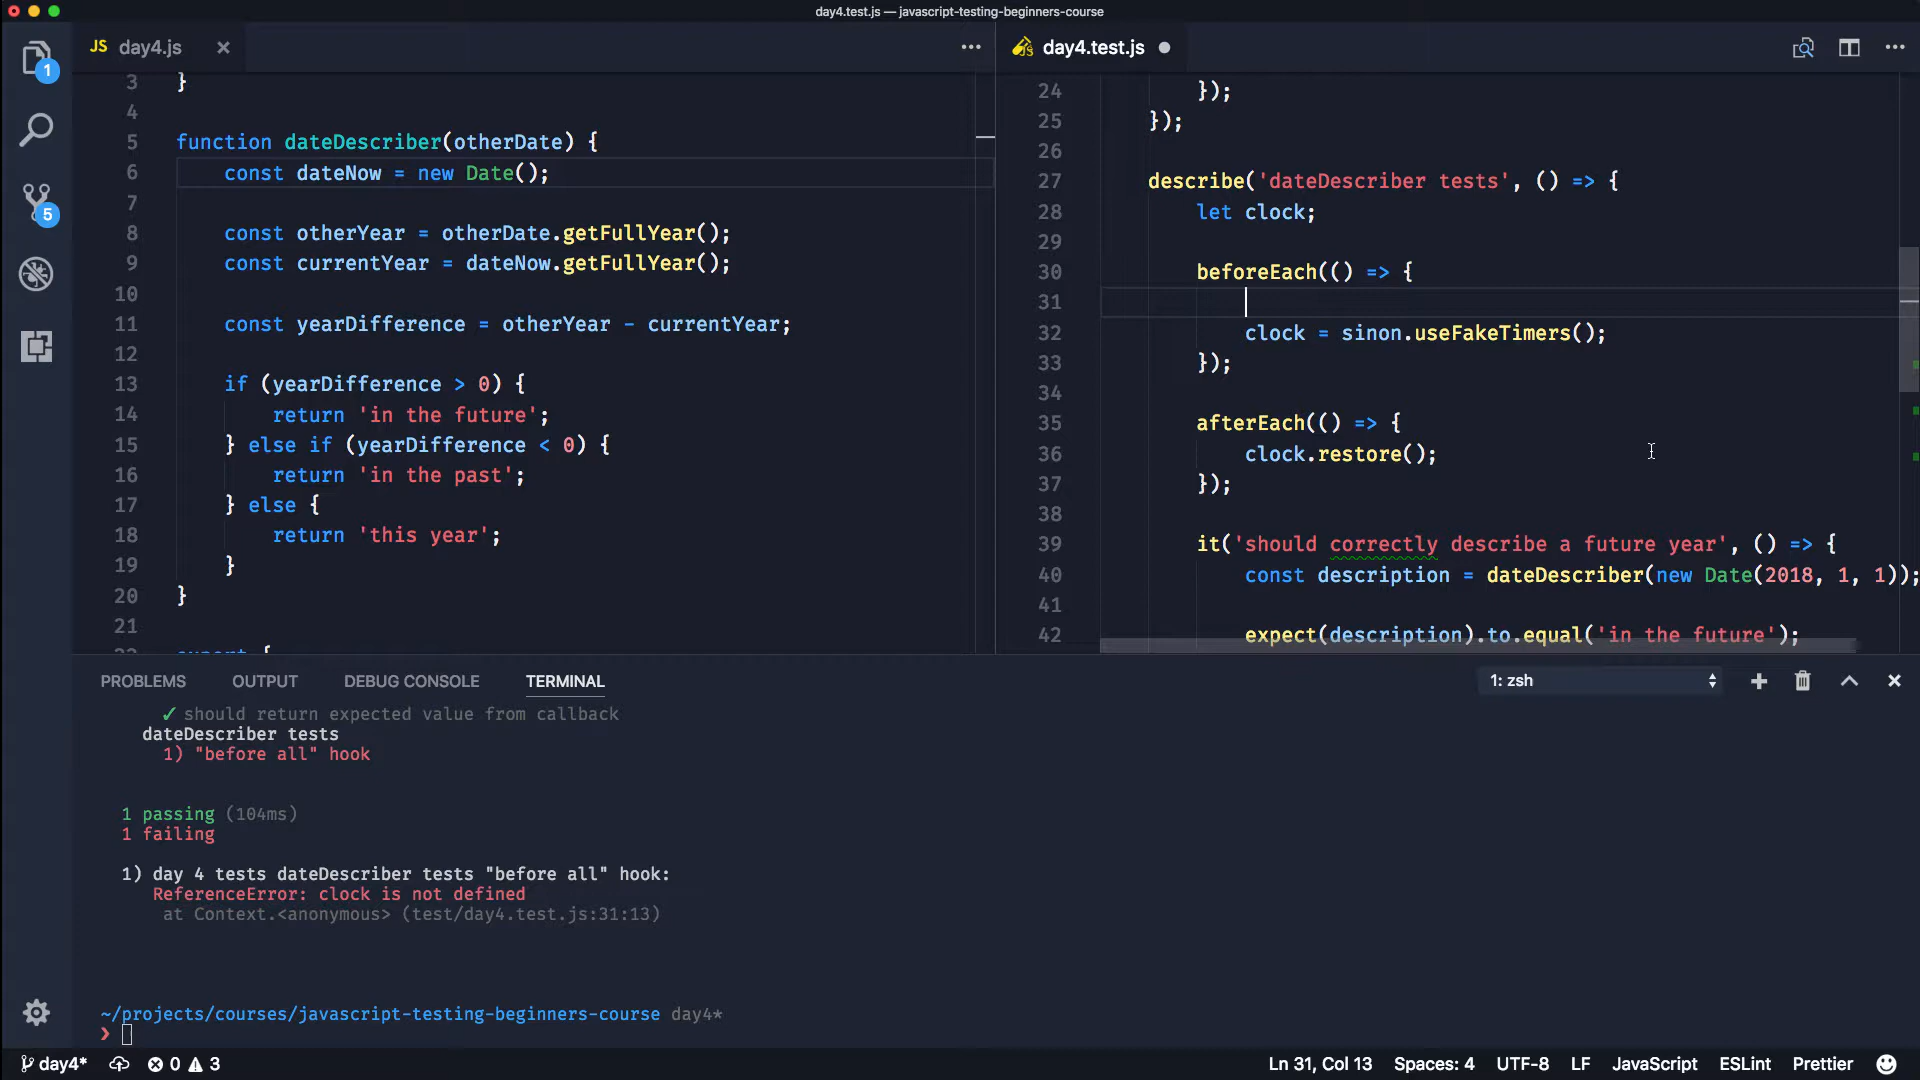 day4.test.js — javascript-testing-beginners-course
JS day4.js
day4.test.js
1
5
3 }
4
5 function dateDescriber(otherDate) {
6 const dateNow = new Date();
7
8 const otherYear = otherDate.getFullYear();
9 const currentYear = dateNow.getFullYear();
10
11 const yearDifference = otherYear - currentYear;
12
13 if (yearDifference > 0) {
14 return 'in the future';
15 } else if (yearDifference < 0) {
16 return 'in the past';
17 } else {
18 return 'this year';
19 }
20 }
21
24 });
25 });
26
27 describe('dateDescriber tests', () => {
28 let clock;
29
30 beforeEach(() => {
31
32 clock = sinon.useFakeTimers();
33 });
34
35 afterEach(() => {
36 clock.restore();
37 });
38
39 it('should correctly describe a future year', () => {
40 const description = dateDescriber(new Date(2018, 1, 1));
41
42 expect(description).to.equal('in the future');
PROBLEMS OUTPUT DEBUG CONSOLE TERMINAL 1: zsh
✓ should return expected value from callback
dateDescriber tests
1) "before all" hook
1 passing (104ms)
1 failing
1) day 4 tests dateDescriber tests "before all" hook:
ReferenceError: clock is not defined
at Context.<anonymous> (test/day4.test.js:31:13)
~/projects/courses/javascript-testing-beginners-course day4*
❯
day4* 0 3 Ln 31, Col 13 Spaces: 4 UTF-8 LF JavaScript ESLint Prettier